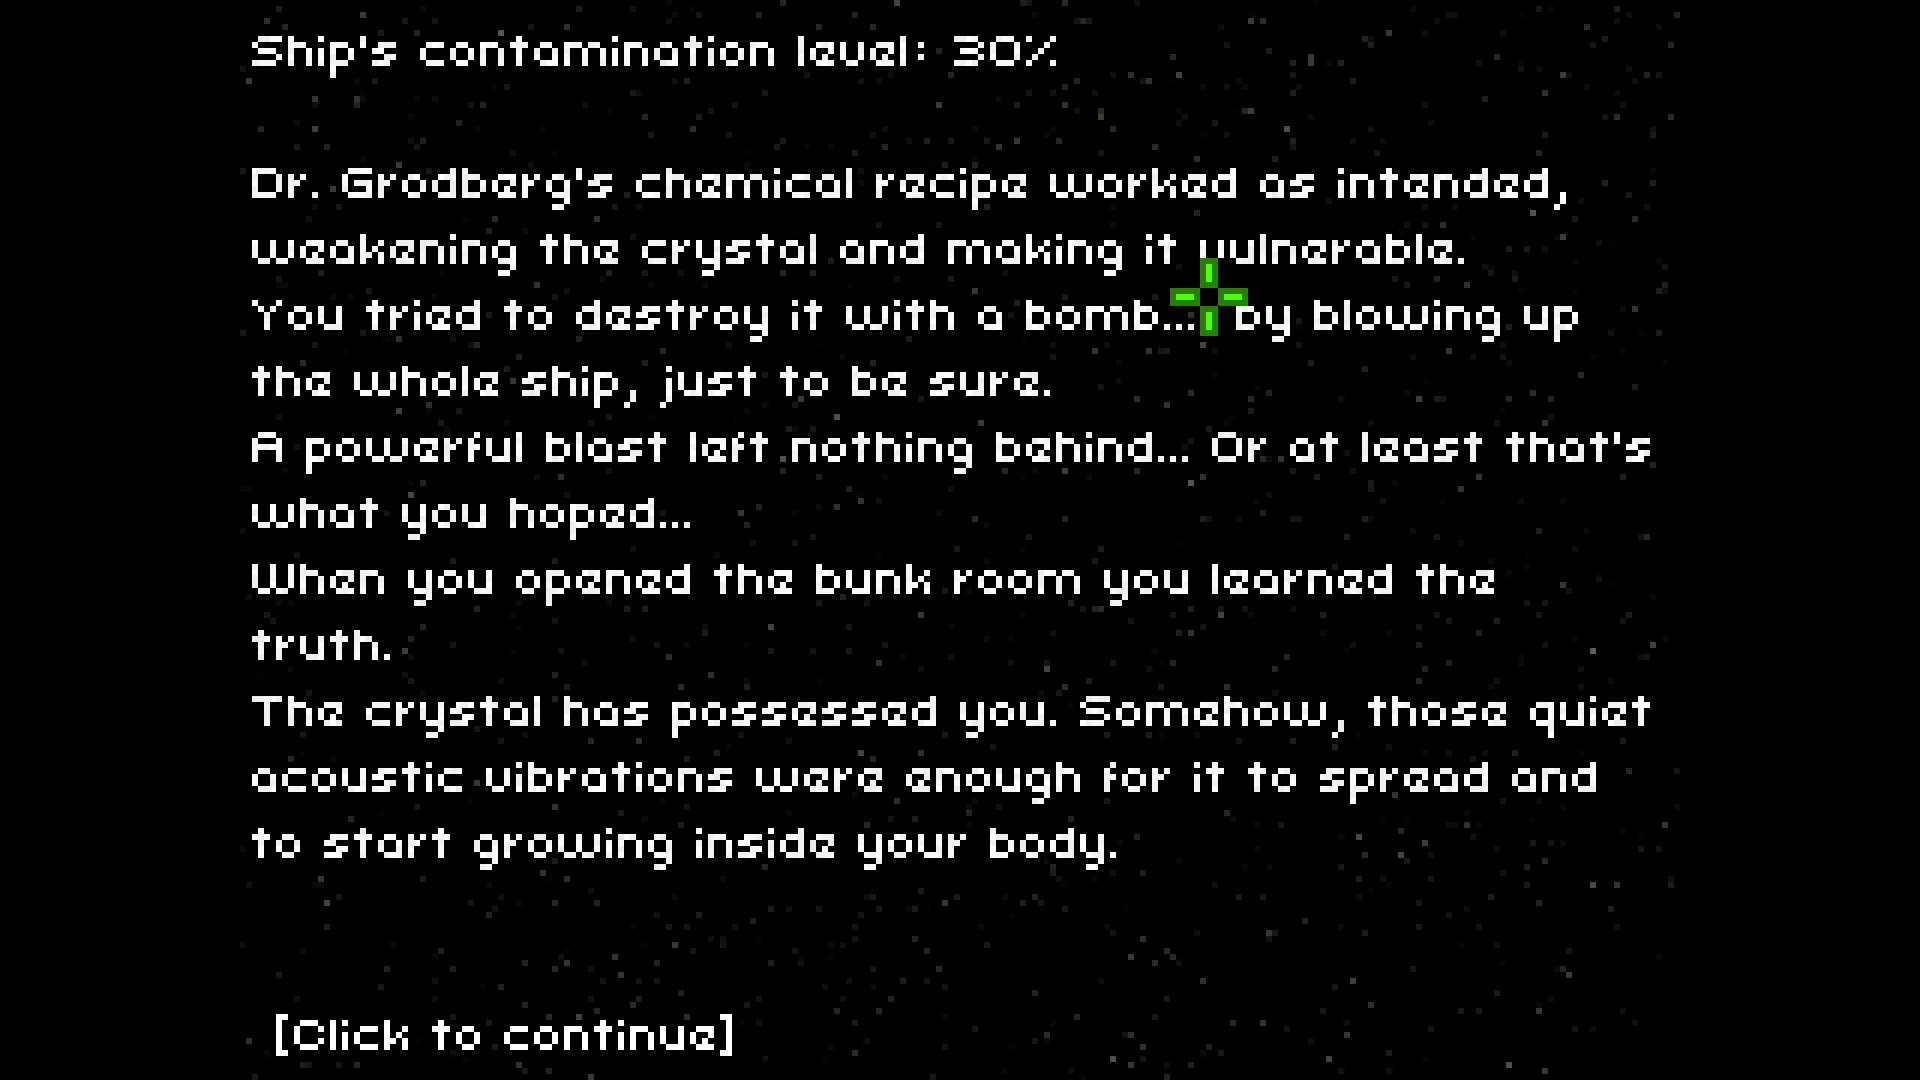 Ship's contamination level: 30%
Dr. Grodberg's chemical recipe worked as intended,
weakening the crystal and making it vulnerable.
You tried to destroy it with a bomb... by blowing up
the whole ship, just to be sure.
A powerful blast left nothing behind... Or at least that's
what you hoped...
When you opened the bunk room you learned the
truth.
The crystal has possessed you. Somehow, those quiet
acoustic vibrations were enough for it to spread and
to start growing inside your body.
[Click to continue]